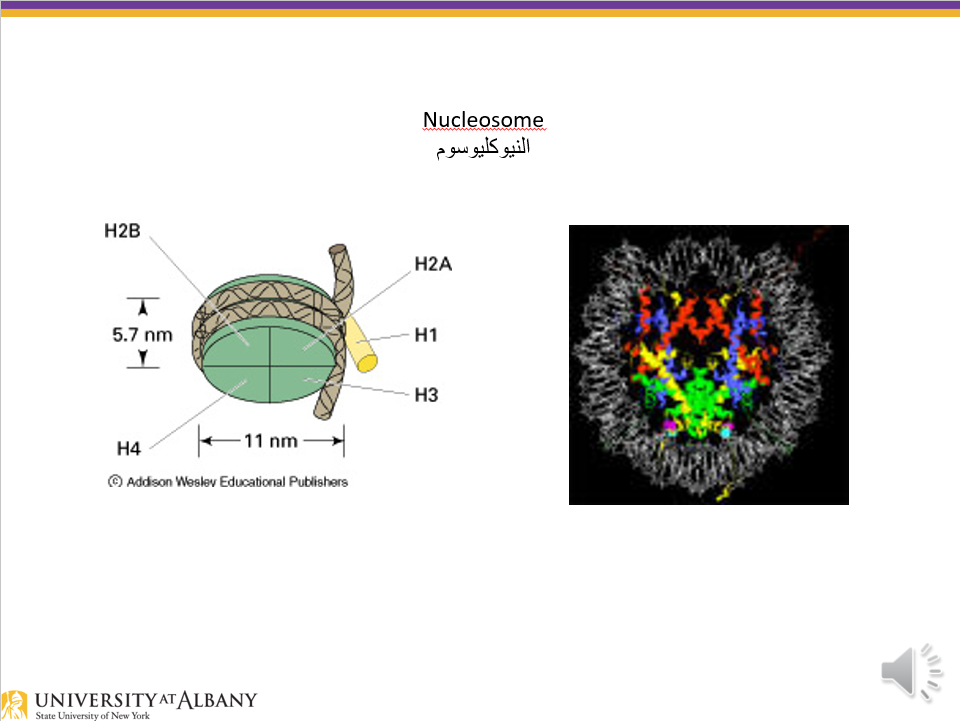 Nucleosome
النيوكليوسوم
H2B
H2A
5.7 nm
H1
H3
11 nm
H4
© Addison Wesley Educational Publishers
UNIVERSITY AT ALBANY
State University of New York